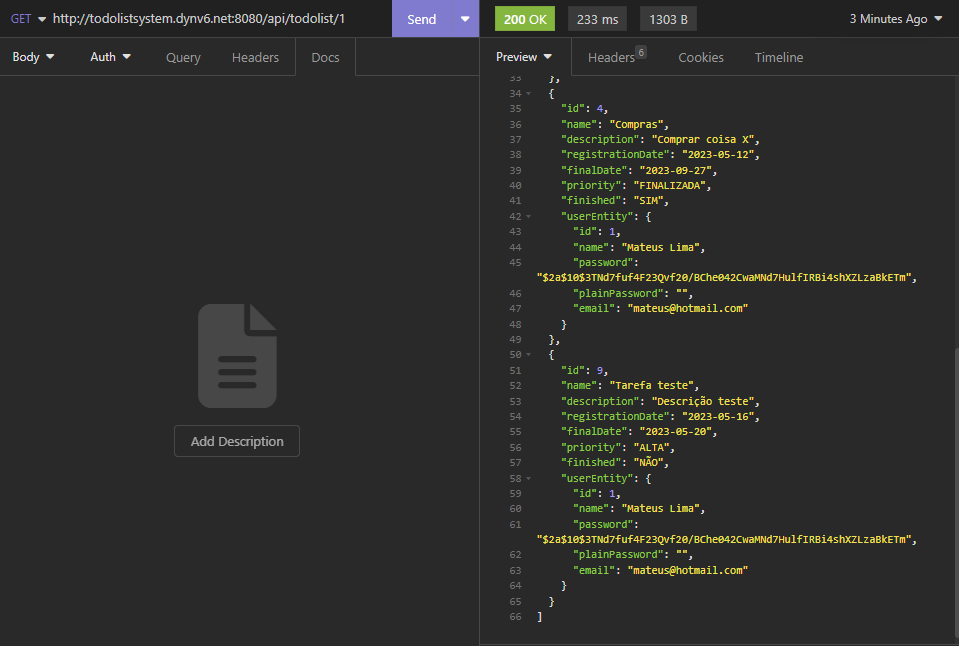 GET http://todolistsystem.dynv6.net:8080/api/todolist/1 Send 200 OK 233 ms 1303 B 3 Minutes Ago
Body Auth Query Headers Docs Preview Headers 6 Cookies Timeline
33 },
34 {
35 "id": 4,
36 "name": "Compras",
37 "description": "Comprar coisa X",
38 "registrationDate": "2023-05-12",
39 "finalDate": "2023-09-27",
40 "priority": "FINALIZADA",
41 "finished": "SIM",
42 "userEntity": {
43 "id": 1,
44 "name": "Mateus Lima",
45 "password":
"$2a$10$3TNd7fuf4F23Qvf20/BChe042CwaMNd7HulfIRBi4shXZLzaBkETm",
46 "plainPassword": "",
47 "email": "mateus@hotmail.com"
48 }
49 },
50 {
51 "id": 9,
52 "name": "Tarefa teste",
53 "description": "Descrição teste",
54 "registrationDate": "2023-05-16",
55 "finalDate": "2023-05-20",
56 "priority": "ALTA",
57 "finished": "NÃO",
58 "userEntity": {
59 "id": 1,
60 "name": "Mateus Lima",
61 "password":
"$2a$10$3TNd7fuf4F23Qvf20/BChe042CwaMNd7HulfIRBi4shXZLzaBkETm",
62 "plainPassword": "",
63 "email": "mateus@hotmail.com"
64 }
65 }
66 ]
Add Description